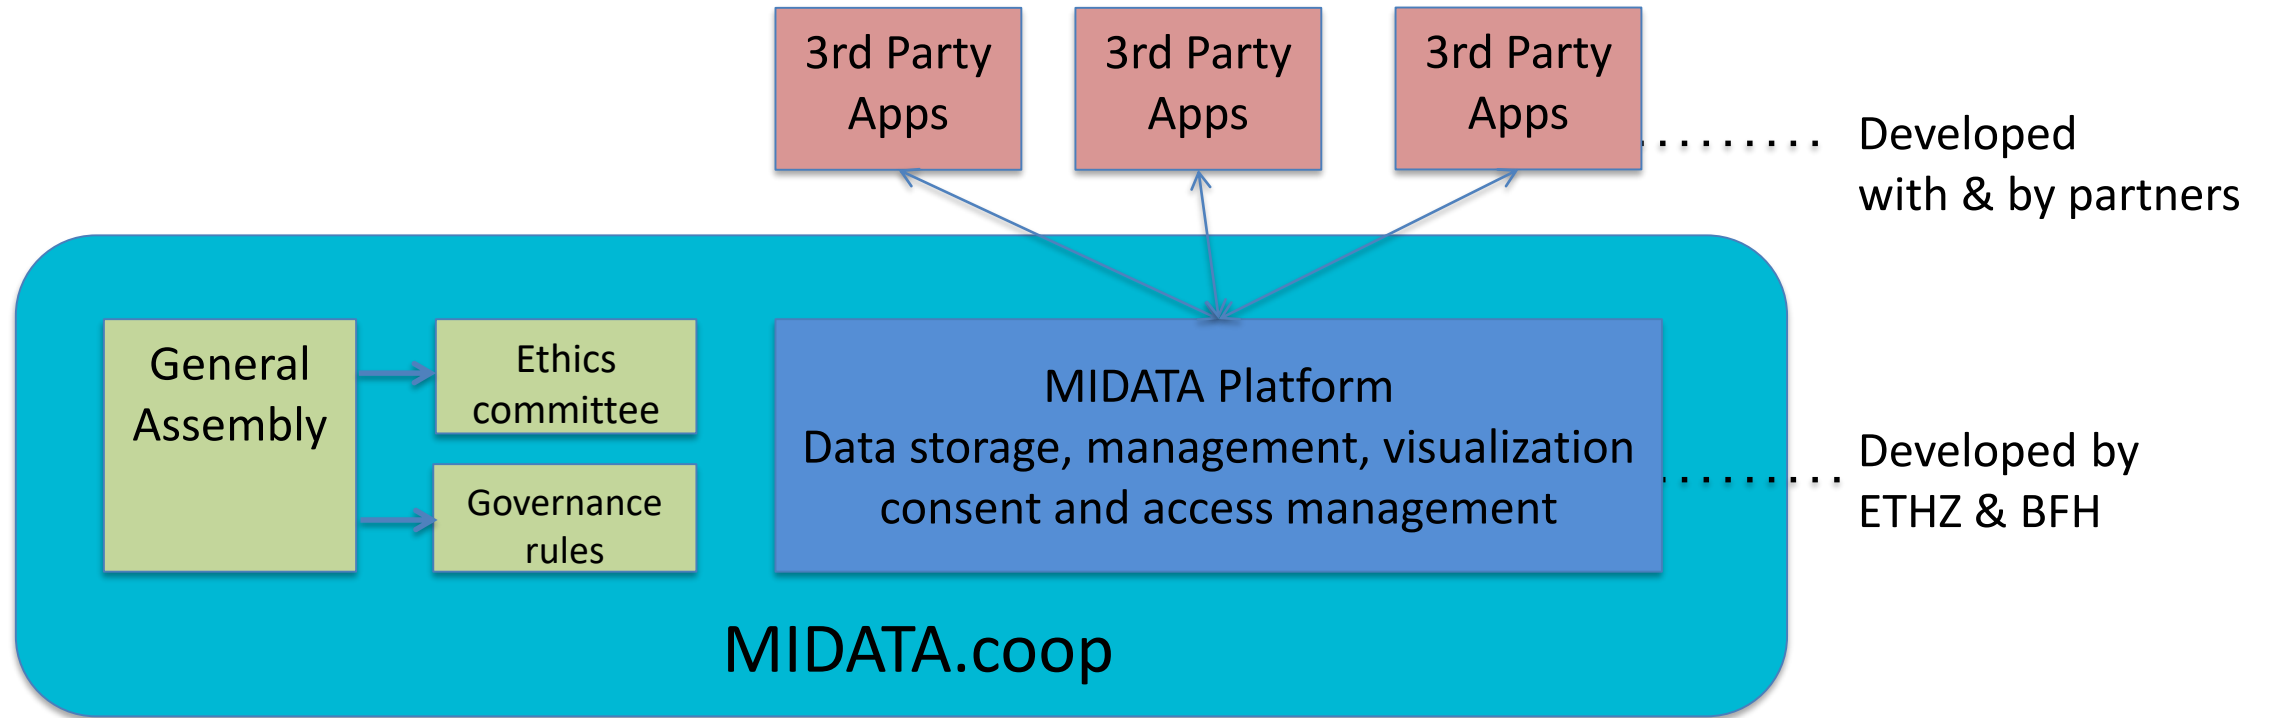 3rd Party
Apps
3rd Party
Apps
3rd Party
Apps
Developed
with & by partners
General
Assembly
Ethics
committee
Governance
rules
MIDATA Platform
Data storage, management, visualization
consent and access management
Developed by
ETHZ & BFH
MIDATA.coop